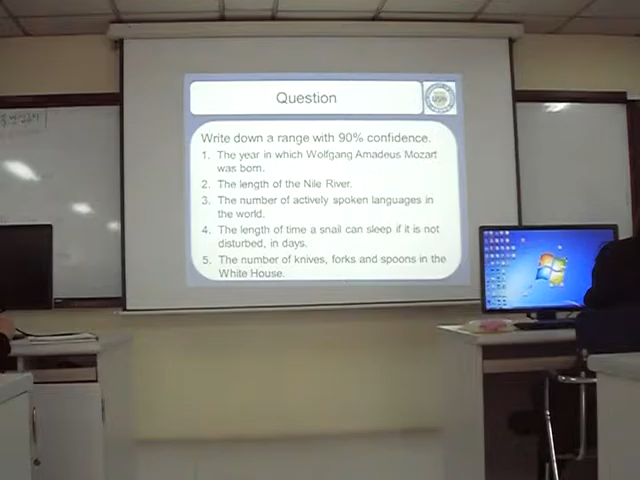 Question
Write down a range with 90% confidence.
1. The year in which Wolfgang Amadeus Mozart
was born.
2. The length of the Nile River.
3. The number of actively spoken languages in
the world.
4. The length of time a snail can sleep if it is not
disturbed, in days.
5. The number of knives, forks and spoons in the
White House.